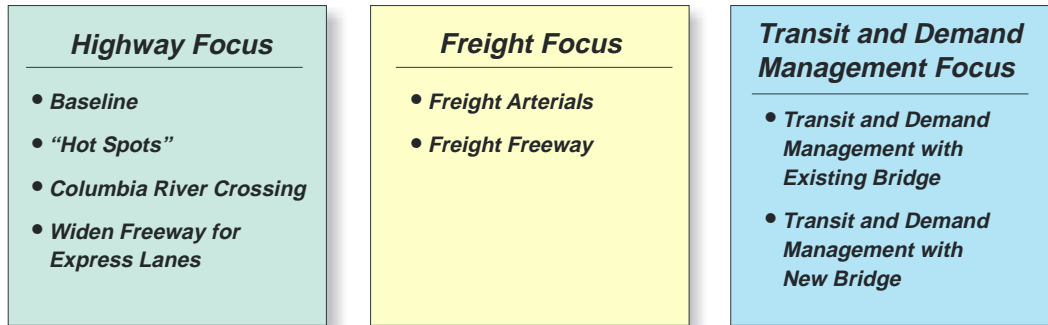 Highway Focus
• Baseline
• “Hot Spots”
• Columbia River Crossing
• Widen Freeway for
Express Lanes
Freight Focus
• Freight Arterials
• Freight Freeway
Transit and Demand
Management Focus
• Transit and Demand
Management with
Existing Bridge
• Transit and Demand
Management with
New Bridge